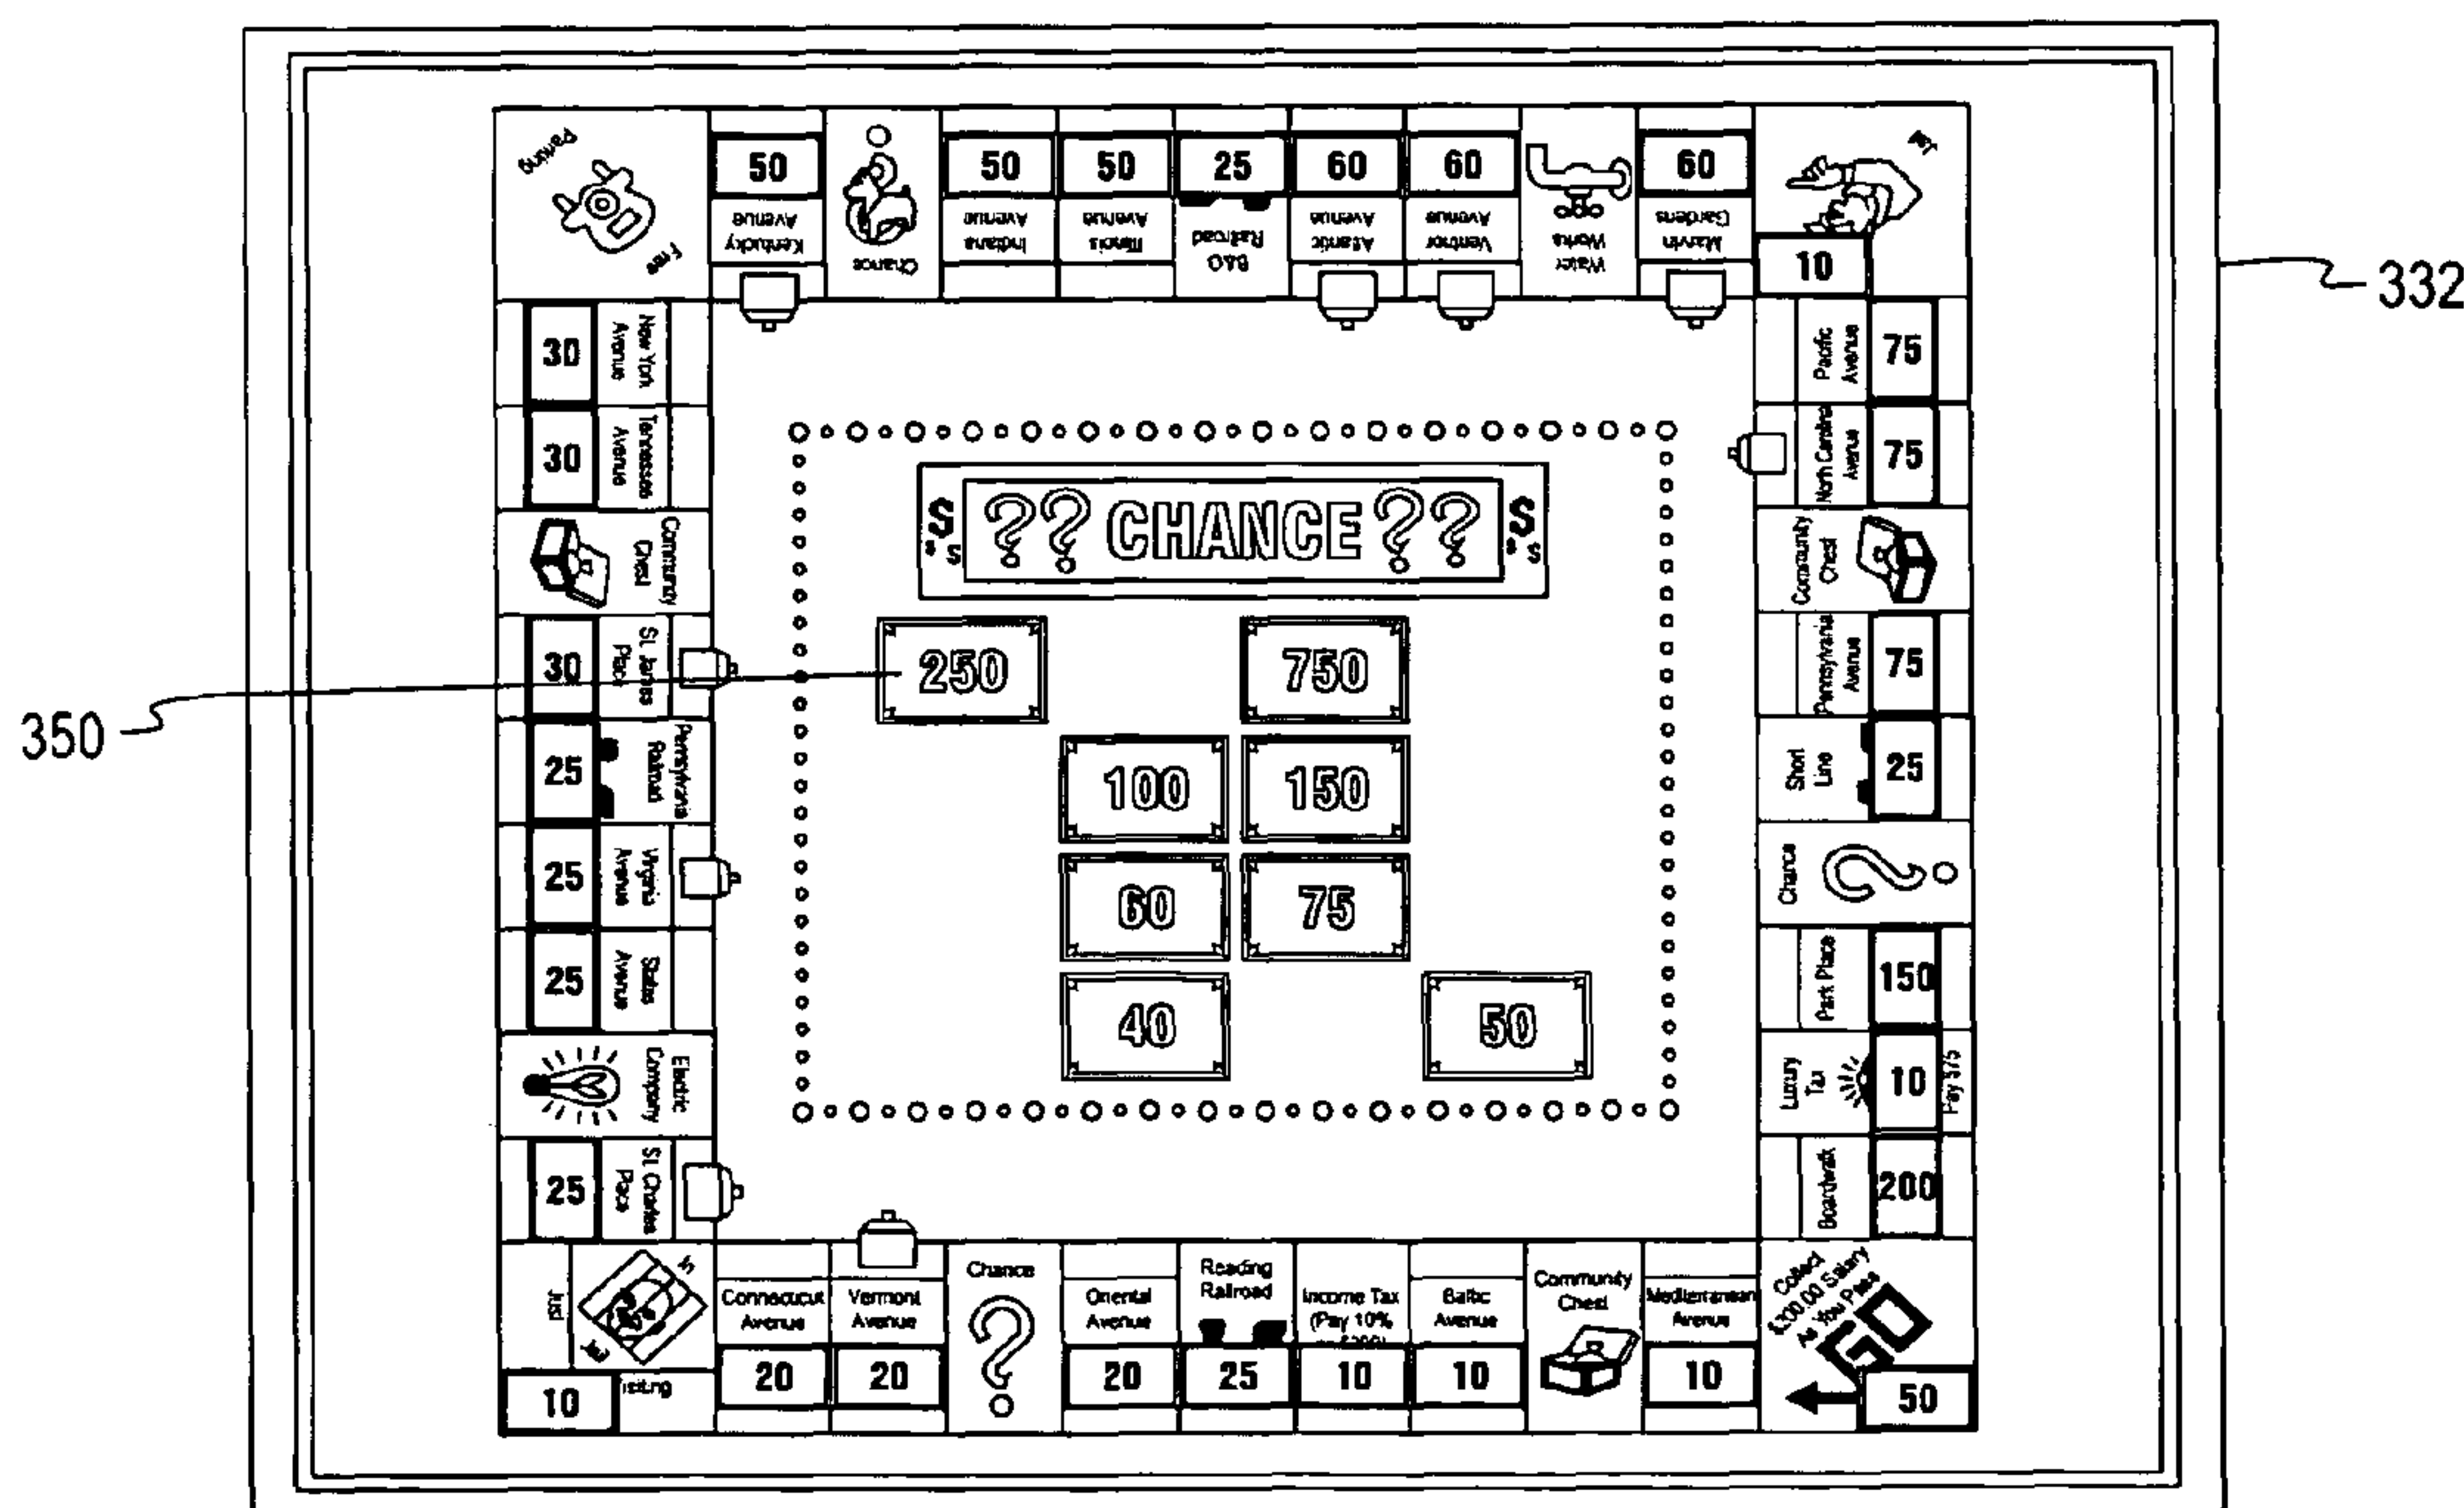 Free
Parking
50
Kentucky
Avenue
Chance
50
Indiana
Avenue
50
Illinois
Avenue
25
B&O
Railroad
60
Atlantic
Avenue
60
Ventnor
Avenue
Water
Works
60
Marvin
Gardens
10
332
30
New York
Avenue
30
Tennessee
Avenue
Community
Chest
30
St. James
Place
25
Pennsylvania
Railroad
25
Virginia
Avenue
25
States
Avenue
Electric
Company
25
St. Charles
Place
350
$ ?? CHANCE ?? $
250 750
100 150
60 75
40 50
Pacific
Avenue
75
North Carolina
Avenue
75
Community
Chest
Pennsylvania
Avenue
75
Short
Line
25
Chance
Park Place
150
Luxury
Tax
10
Pay $75
Boardwalk
200
In
Jail
Just
isiting
10
Connecticut
Avenue
20
Vermont
Avenue
20
Chance
?
Oriental
Avenue
20
Reading
Railroad
25
Income Tax
(Pay 10%
10
Baltic
Avenue
10
Community
Chest
Mediterranean
Avenue
10
Collect
$200.00 Salary
As You Pass
GO
50